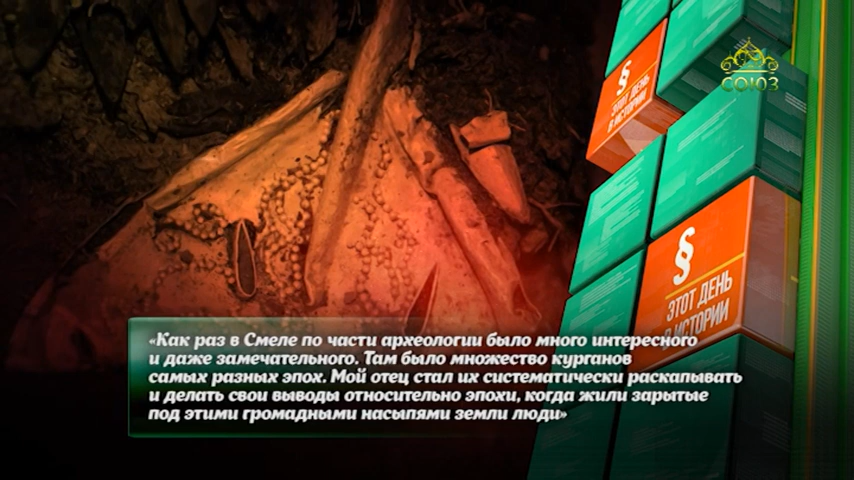 СОЮЗ
§
ЭТОТ ДЕНЬ
В ИСТОРИИ
§
ЭТОТ ДЕНЬ
В ИСТОРИИ
«Как раз в Смеле по части археологии было много интересного
и даже замечательного. Там было множество курганов
самых разных эпох. Мой отец стал их систематически раскапывать
и делать свои выводы относительно эпохи, когда жили зарытые
под этими громадными насыпями земли люди»